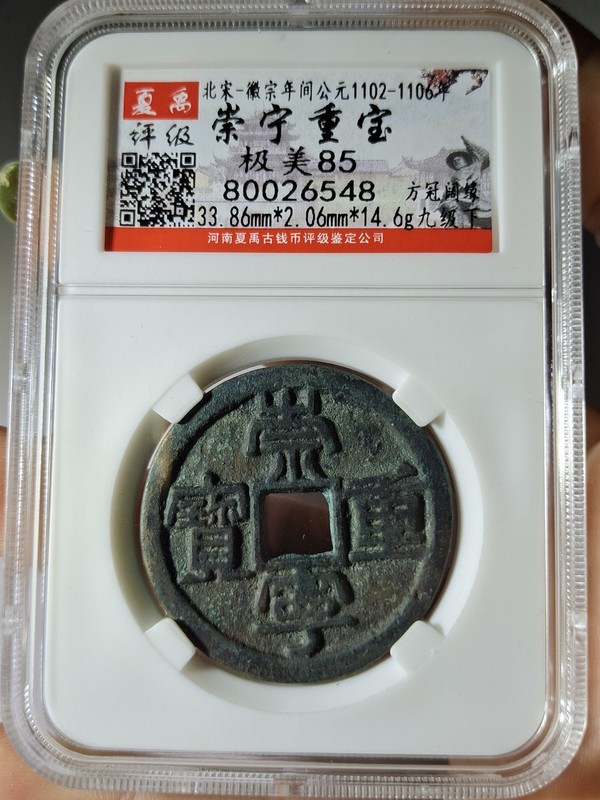 夏禹
评级
北宋-徽宗年间公元1102-1106年
崇宁重宝
极美85
80026548
方冠阔缘
33.86mm*2.06mm*14.6g九级下
河南夏禹古钱币评级鉴定公司
崇
寧
重
寶